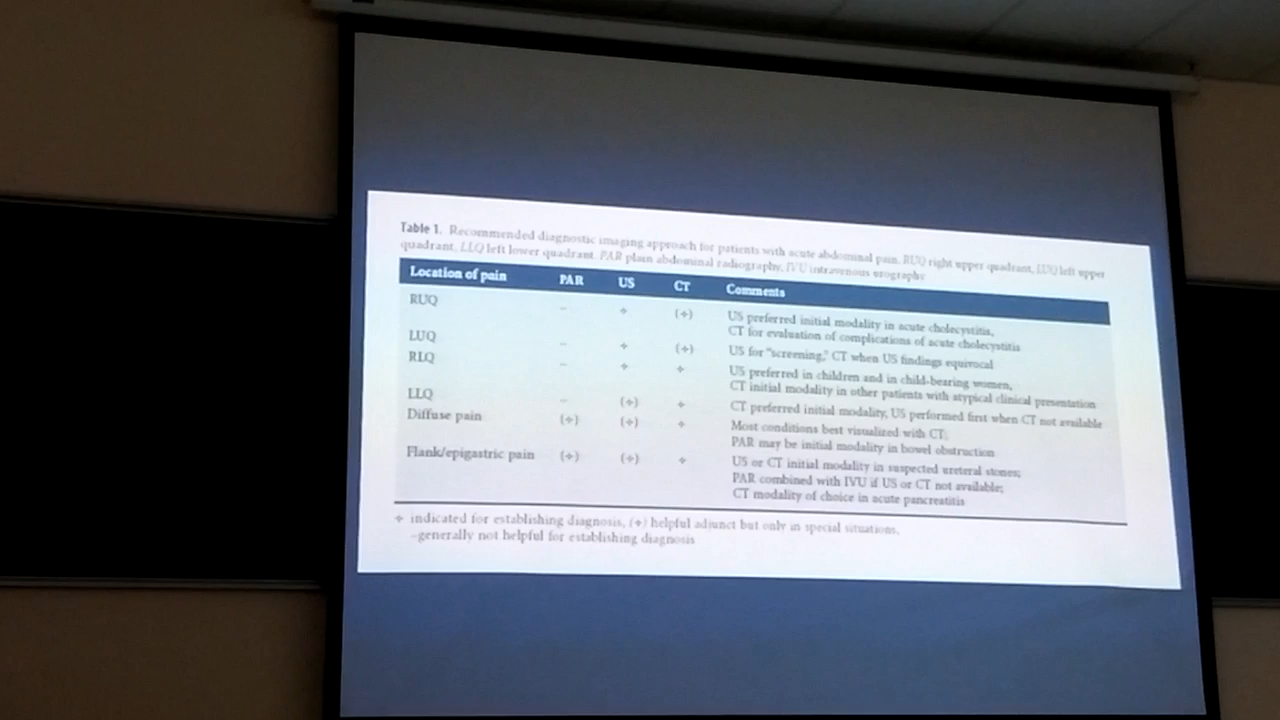 Table 1. Recommended diagnostic imaging approach for patients with acute abdominal pain. RUQ right upper quadrant, LUQ left upper
quadrant, LLQ left lower quadrant, PAR plain abdominal radiography, IVU intravenous urography
Location of pain PAR US CT Comments
RUQ – + (+) US preferred initial modality in acute cholecystitis,
CT for evaluation of complications of acute cholecystitis
LUQ – + (+) US for "screening," CT when US findings equivocal
RLQ – + + US preferred in children and in child-bearing women,
CT initial modality in other patients with atypical clinical presentation
LLQ – (+) + CT preferred initial modality, US performed first when CT not available
Diffuse pain (+) (+) + Most conditions best visualized with CT;
PAR may be initial modality in bowel obstruction
Flank/epigastric pain (+) (+) + US or CT initial modality in suspected ureteral stones;
PAR combined with IVU if US or CT not available;
CT modality of choice in acute pancreatitis
+ indicated for establishing diagnosis, (+) helpful adjunct but only in special situations,
–generally not helpful for establishing diagnosis